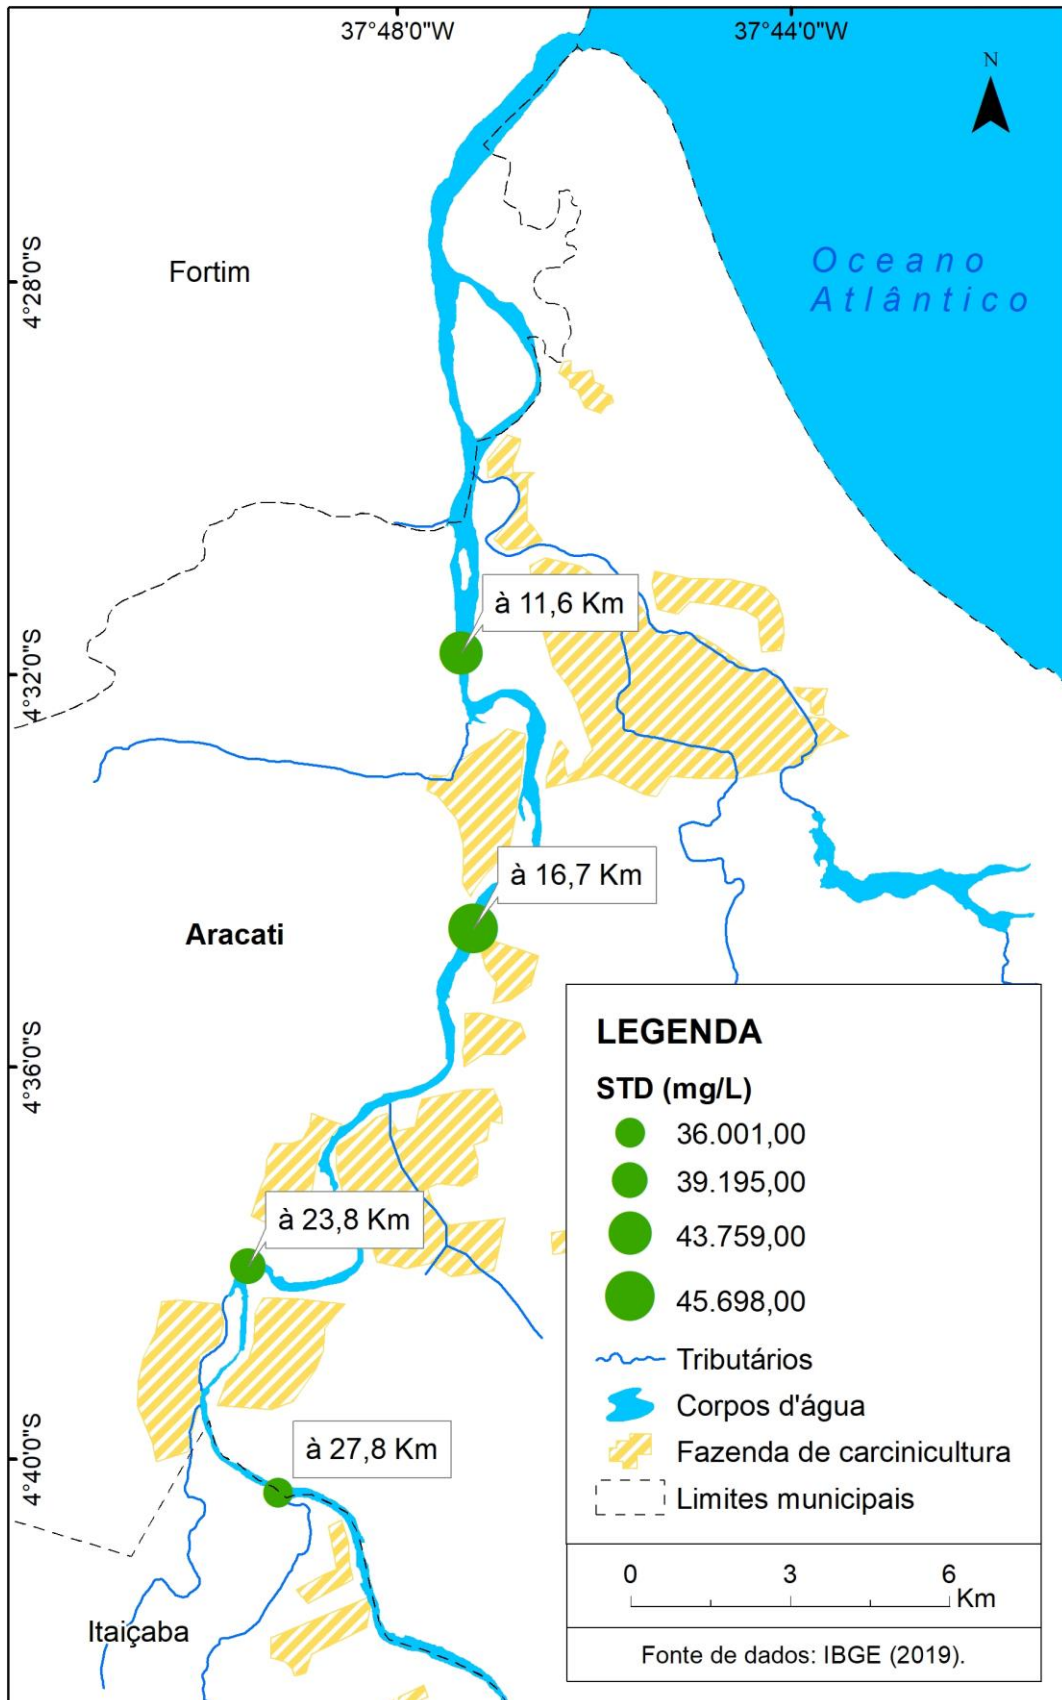 37°48'0"W
37°44'0"W
N
4°28'0"S
Fortim
Oceano
Atlântico
à 11,6 Km
4°32'0"S
à 16,7 Km
Aracati
4°36'0"S
à 23,8 Km
4°40'0"S
à 27,8 Km
Itaiçaba
LEGENDA
STD (mg/L)
36.001,00
39.195,00
43.759,00
45.698,00
Tributários
Corpos d'água
Fazenda de carcinicultura
Limites municipais
0 3 6
Km
Fonte de dados: IBGE (2019).